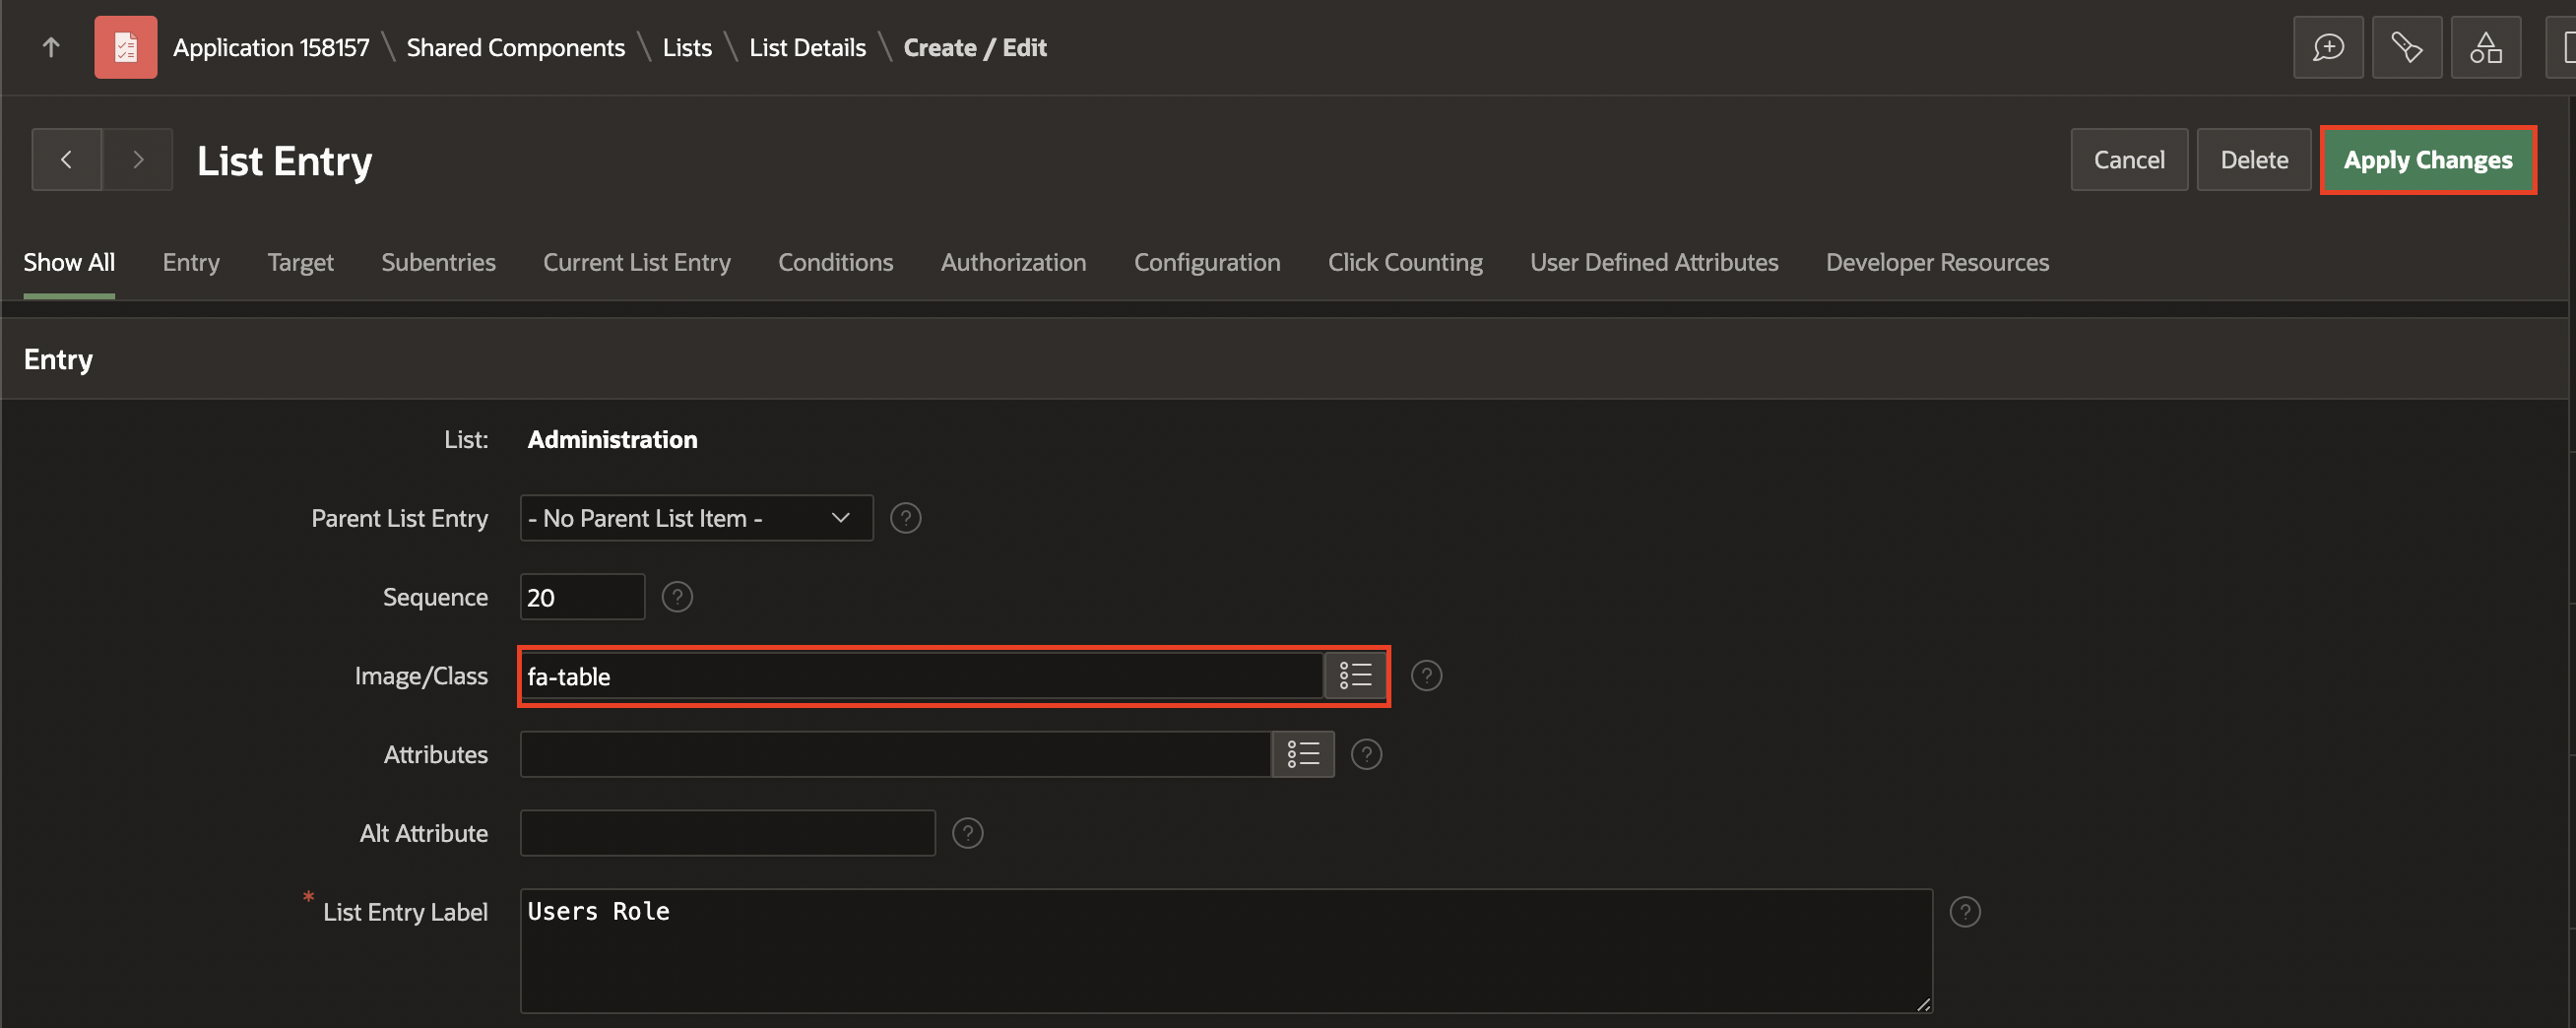 Application 158157 \ Shared Components \ Lists \ List Details \ Create / Edit
List Entry
Cancel Delete Apply Changes
Show All Entry Target Subentries Current List Entry Conditions Authorization Configuration Click Counting User Defined Attributes Developer Resources
Entry
List: Administration
Parent List Entry - No Parent List Item - ?
Sequence 20 ?
Image/Class fa-table ?
Attributes ?
Alt Attribute ?
* List Entry Label Users Role ?